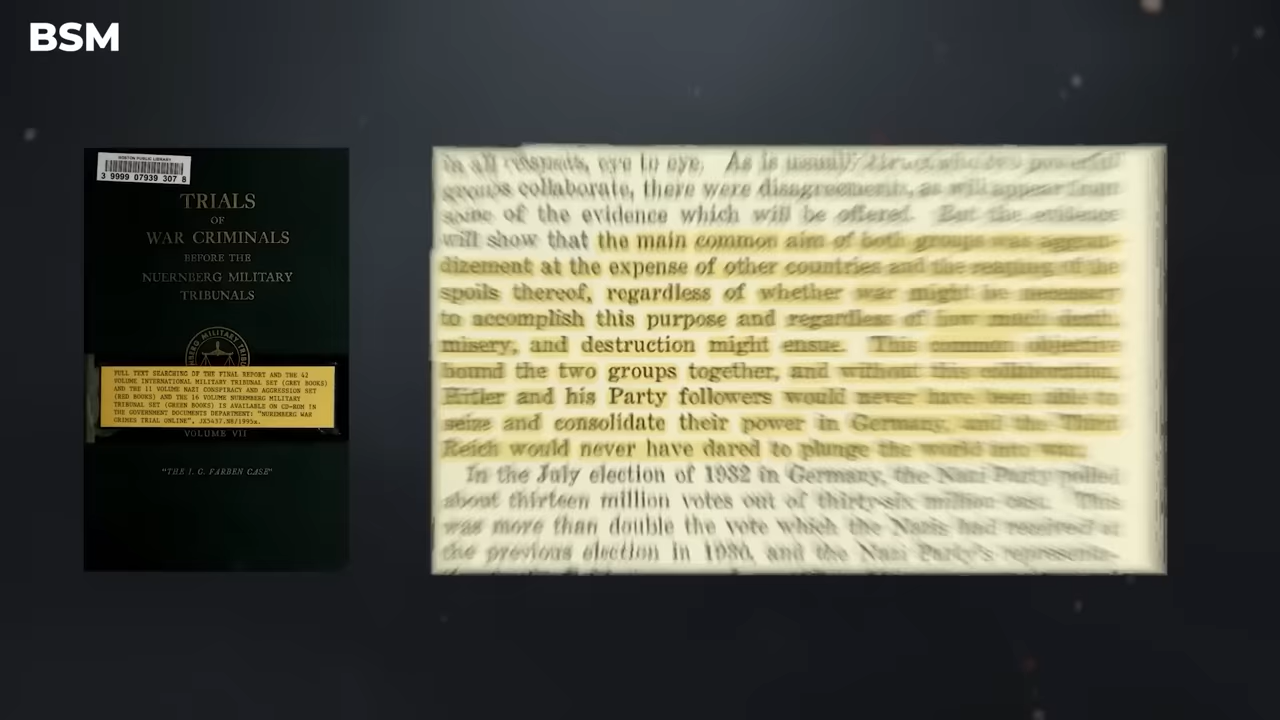 BSM
BOSTON PUBLIC LIBRARY
3 9999 07939 307 8
TRIALS
OF
WAR CRIMINALS
BEFORE THE
NUERNBERG MILITARY
TRIBUNALS
FULL TEXT SEARCHING OF THE FINAL REPORT AND THE 42
VOLUME INTERNATIONAL MILITARY TRIBUNAL SET (GREY BOOKS)
AND THE 11 VOLUME NAZI CONSPIRACY AND AGGRESSION SET
(RED BOOKS) AND THE 16 VOLUME NUREMBERG MILITARY
TRIBUNAL SET (GREEN BOOKS) IS AVAILABLE ON CD-ROM IN
THE GOVERNMENT DOCUMENTS DEPARTMENT: "NUREMBERG WAR
CRIMES TRIAL ONLINE", JX5437.N8/1995x.
VOLUME VII
"THE I. G. FARBEN CASE"
in all respects, eye to eye. As is usually powerful
groups collaborate, there were disagreements, as will appear from
some of the evidence which will be offered. But the evidence
will show that the main common aim of both groups was aggran-
dizement at the expense of other countries and the reaping of the
spoils thereof, regardless of whether war might be necessary
to accomplish this purpose and regardless of how much death,
misery, and destruction might ensue. This common objective
bound the two groups together, and without this collaboration,
Hitler and his Party followers would never have been able to
seize and consolidate their power in Germany, and the Third
Reich would never have dared to plunge the world into war.
In the July election of 1932 in Germany, the Nazi Party polled
about thirteen million votes out of thirty-six million cast. This
was more than double the vote which the Nazis had received at
the previous election in 1930, and the Nazi Party's representa-